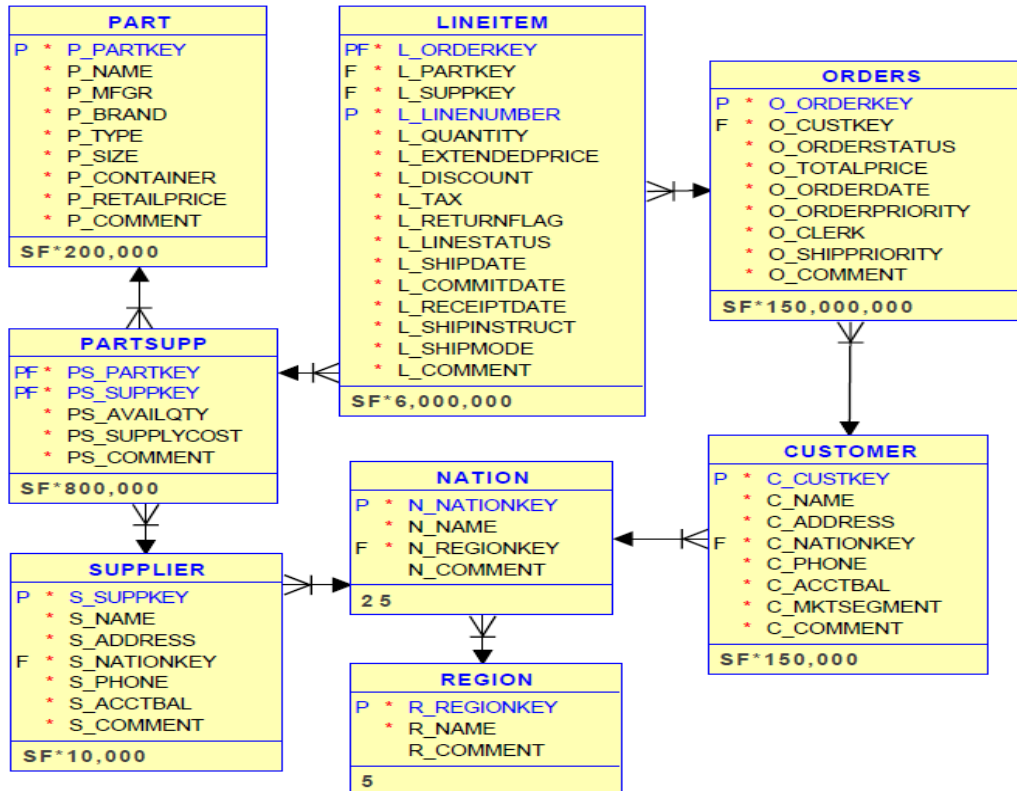 PART
P * P_PARTKEY
* P_NAME
* P_MFGR
* P_BRAND
* P_TYPE
* P_SIZE
* P_CONTAINER
* P_RETAILPRICE
* P_COMMENT
SF*200,000
LINEITEM
PF * L_ORDERKEY
F * L_PARTKEY
F * L_SUPPKEY
P * L_LINENUMBER
* L_QUANTITY
* L_EXTENDEDPRICE
* L_DISCOUNT
* L_TAX
* L_RETURNFLAG
* L_LINESTATUS
* L_SHIPDATE
* L_COMMITDATE
* L_RECEIPTDATE
* L_SHIPINSTRUCT
* L_SHIPMODE
* L_COMMENT
SF*6,000,000
ORDERS
P * O_ORDERKEY
F * O_CUSTKEY
* O_ORDERSTATUS
* O_TOTALPRICE
* O_ORDERDATE
* O_ORDERPRIORITY
* O_CLERK
* O_SHIPPRIORITY
* O_COMMENT
SF*150,000,000
PARTSUPP
PF * PS_PARTKEY
PF * PS_SUPPKEY
* PS_AVAILQTY
* PS_SUPPLYCOST
* PS_COMMENT
SF*800,000
NATION
P * N_NATIONKEY
* N_NAME
F * N_REGIONKEY
N_COMMENT
25
CUSTOMER
P * C_CUSTKEY
* C_NAME
* C_ADDRESS
F * C_NATIONKEY
* C_PHONE
* C_ACCTBAL
* C_MKTSEGMENT
* C_COMMENT
SF*150,000
SUPPLIER
P * S_SUPPKEY
* S_NAME
* S_ADDRESS
F * S_NATIONKEY
* S_PHONE
* S_ACCTBAL
* S_COMMENT
SF*10,000
REGION
P * R_REGIONKEY
* R_NAME
R_COMMENT
5